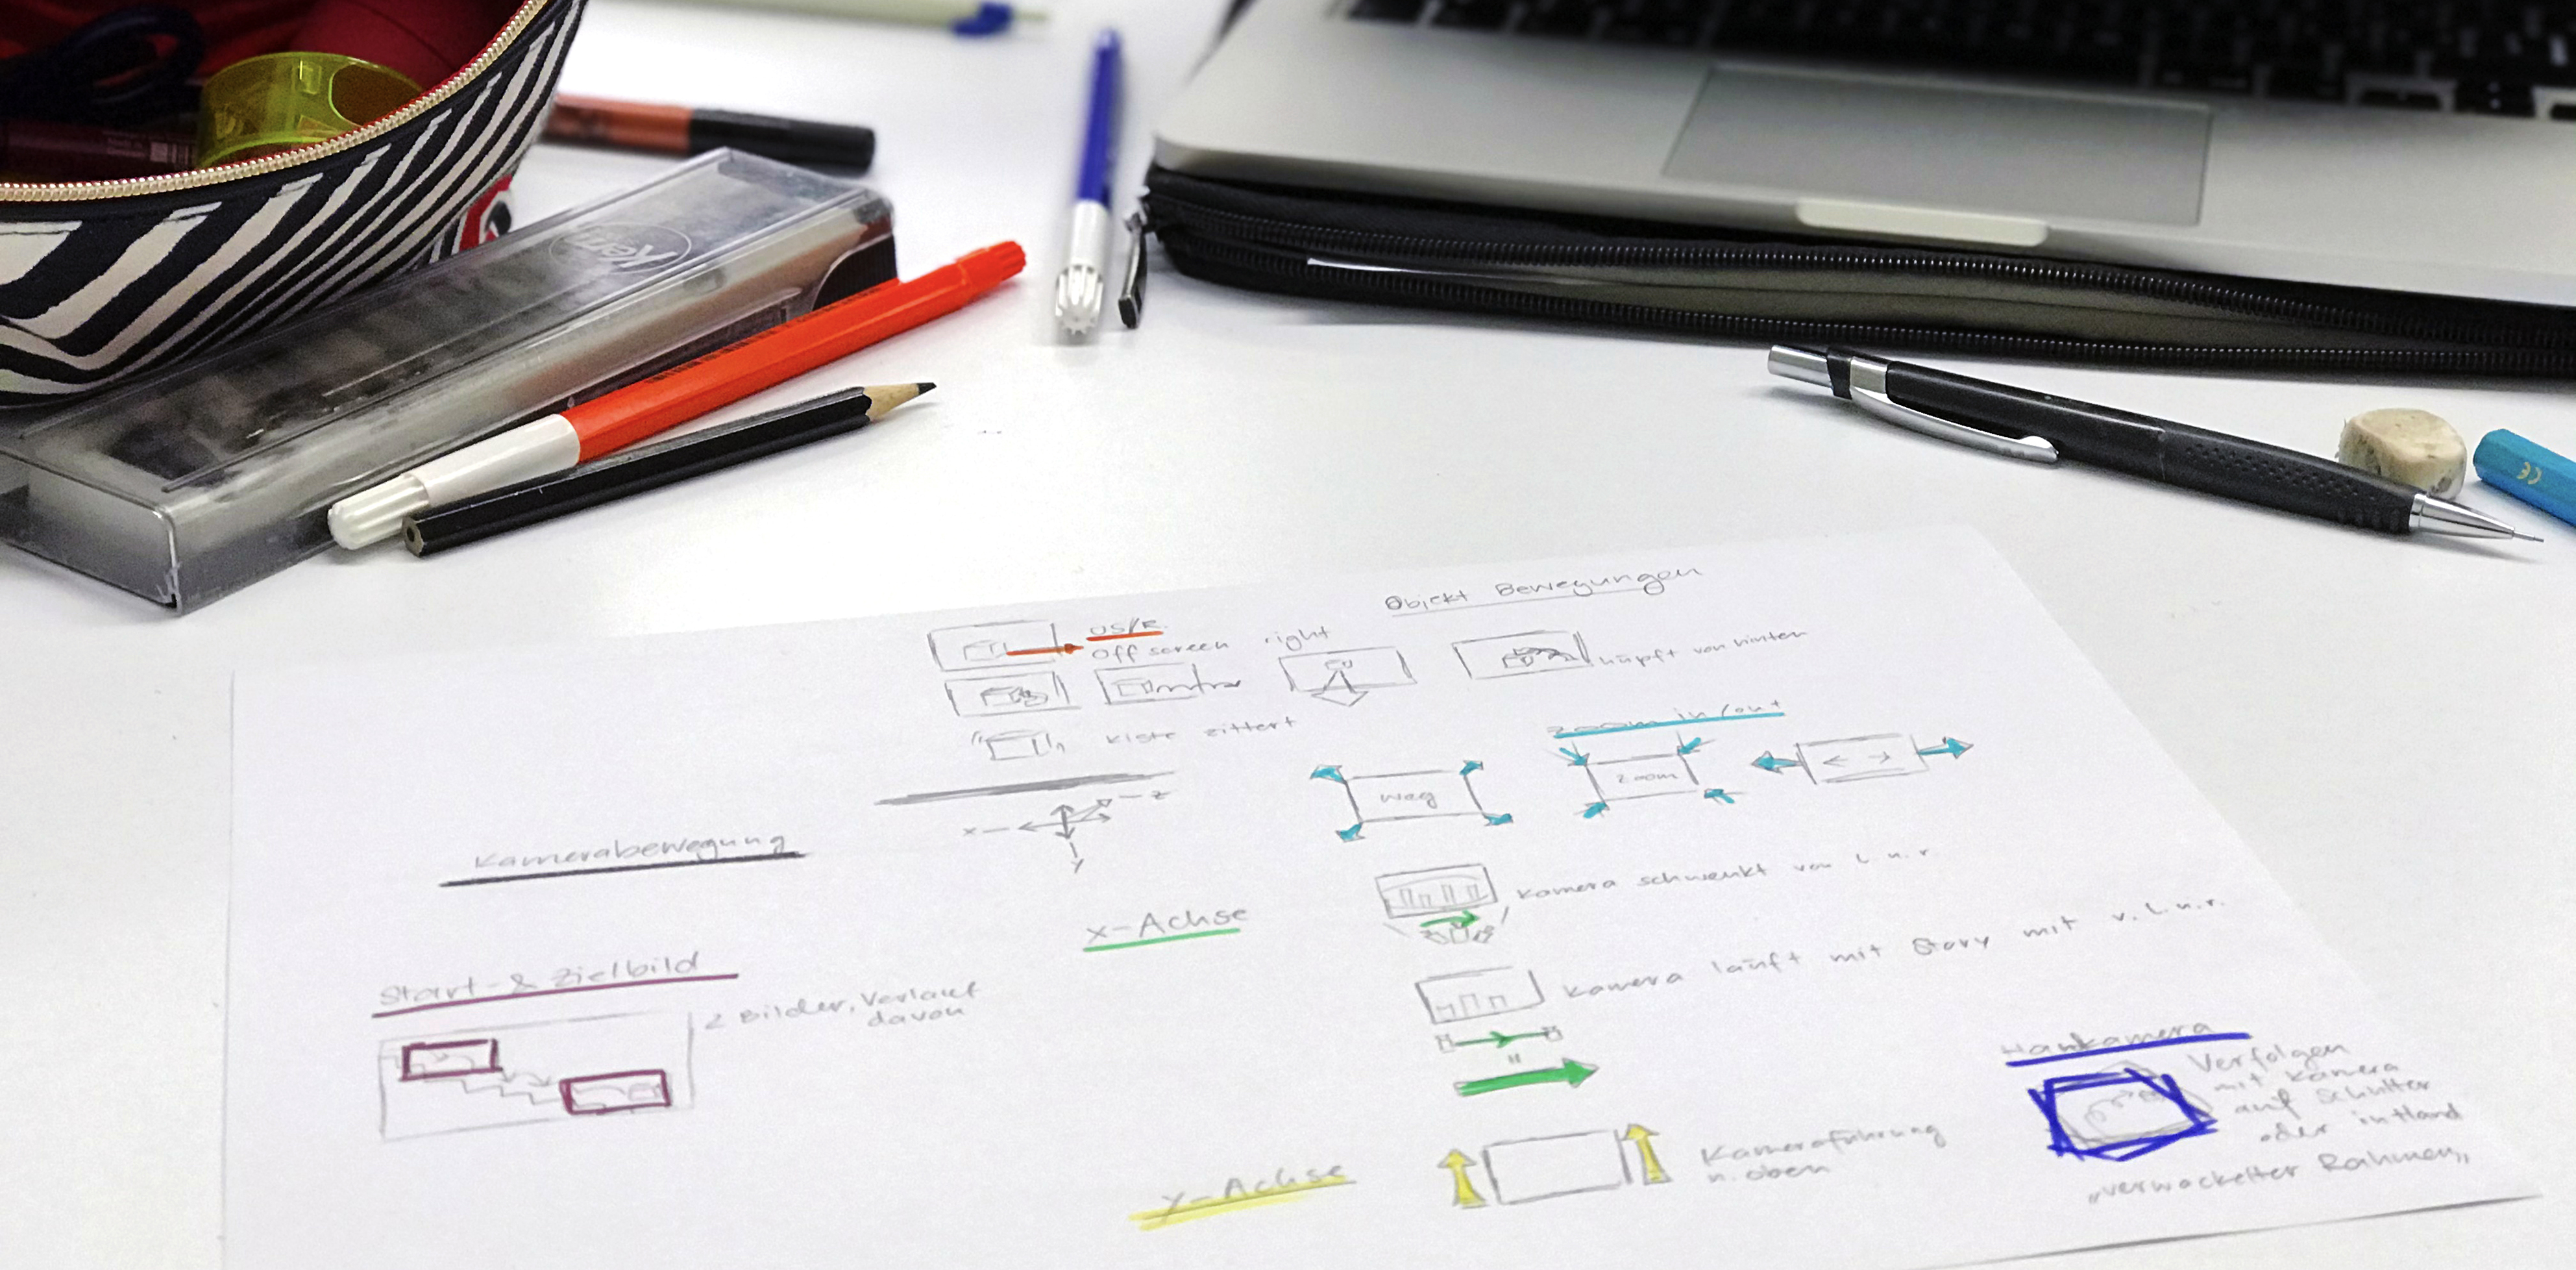 Objekt Bewegungen
OS/R.
Off screen right
hüpft von hinten
Kiste zittert
zoom in/out
weg
zoom
x
z
y
Kamerabewegung
x-Achse
Kamera schwenkt von l. n. r
Kamera läuft mit Story mit v. l. n. r.
"
Start- & Zielbild
2 Bilder, Verlauf
davon
Hankamera
Verfolgen
mit Kamera
auf Schulter
oder in Hand
„verwackelter Rahmen„
y-Achse
Kameraführung
n. oben
CE